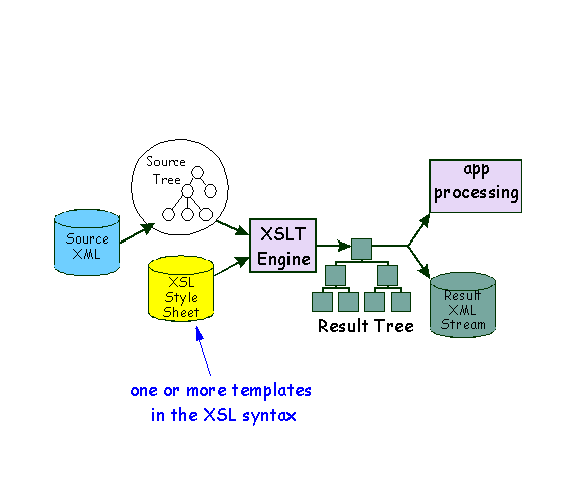 Source
Tree
Source
XML
XSL
Style
Sheet
XSLT
Engine
Result Tree
app
processing
Result
XML
Stream
one or more templates
in the XSL syntax